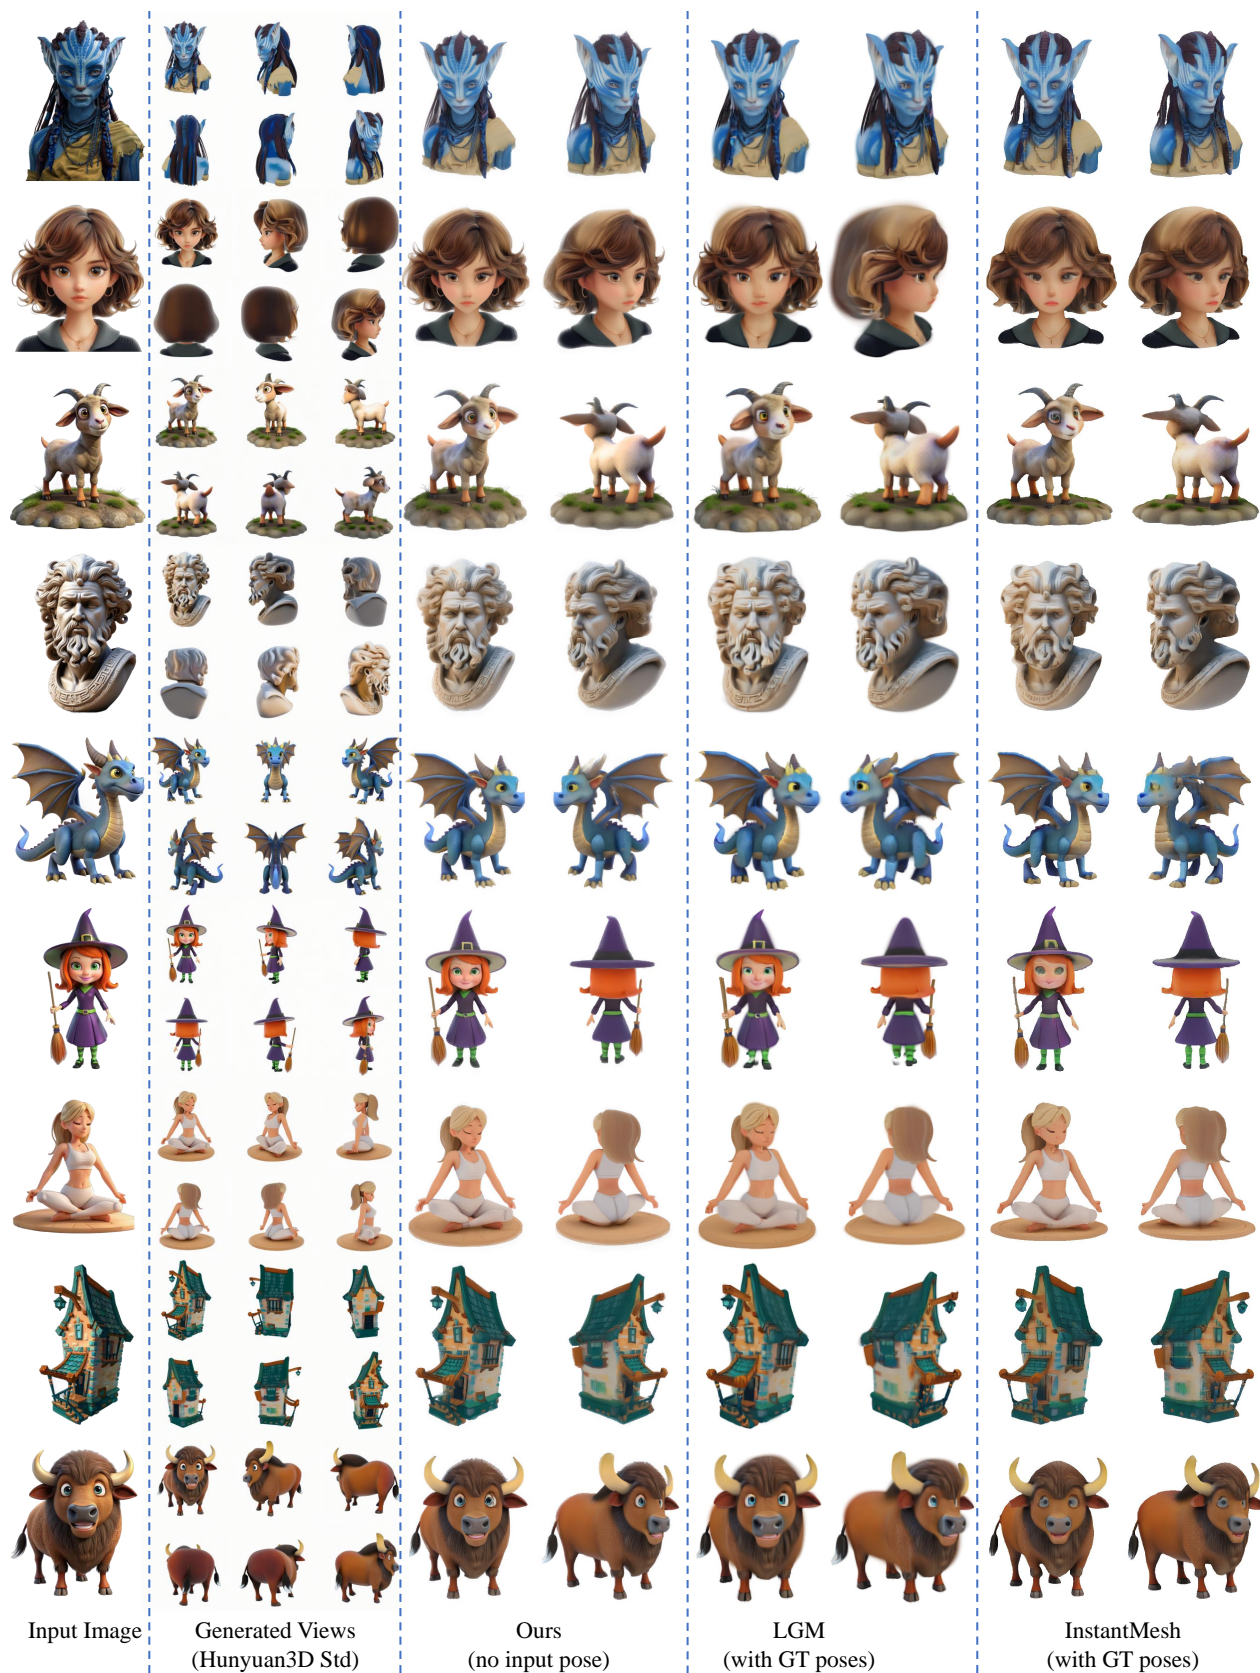 Input Image
Generated Views
(Hunyuan3D Std)
Ours
(no input pose)
LGM
(with GT poses)
InstantMesh
(with GT poses)